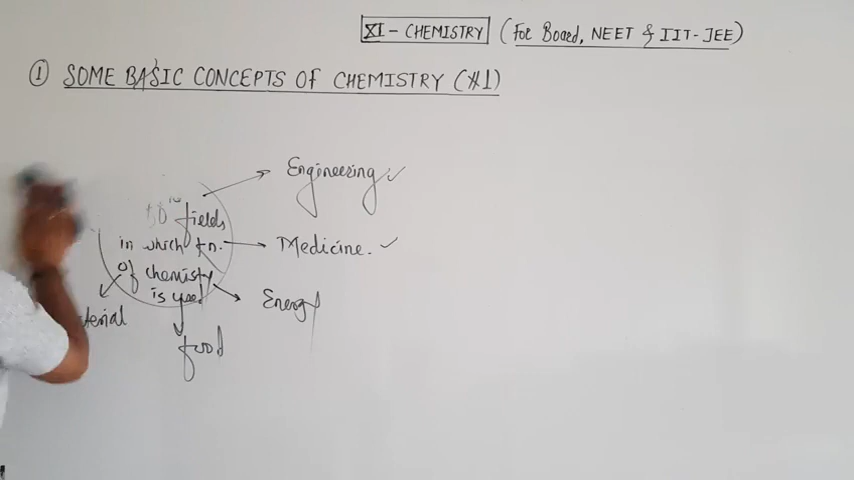 XI - CHEMISTRY (For Board, NEET & IIT-JEE)
① SOME BASIC CONCEPTS OF CHEMISTRY (#1)
Engineering ✓
fields
in which fn.
of chemistry
is used
Medicine. ✓
Energy
terial
food